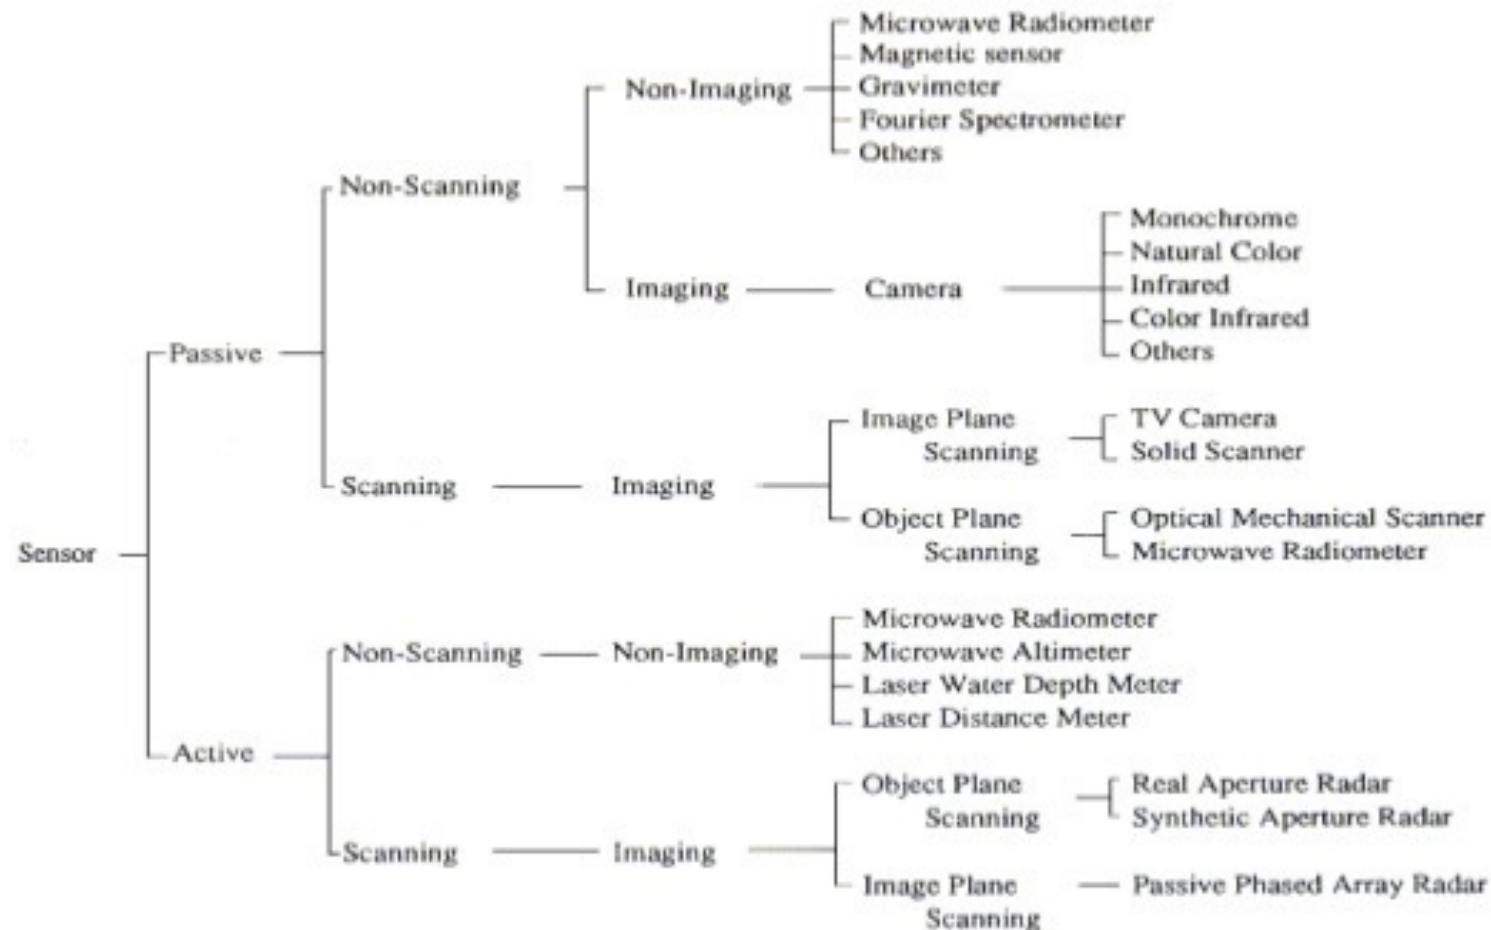 Microwave Radiometer
Magnetic sensor
Non-Imaging
Gravimeter
Fourier Spectrometer
Others
Non-Scanning
Monochrome
Natural Color
Imaging
Camera
Infrared
Color Infrared
Others
Passive
Image Plane
Scanning
TV Camera
Solid Scanner
Scanning
Imaging
Object Plane
Scanning
Optical Mechanical Scanner
Microwave Radiometer
Sensor
Non-Scanning
Non-Imaging
Microwave Radiometer
Microwave Altimeter
Laser Water Depth Meter
Laser Distance Meter
Active
Object Plane
Scanning
Real Aperture Radar
Synthetic Aperture Radar
Scanning
Imaging
Image Plane
Scanning
Passive Phased Array Radar